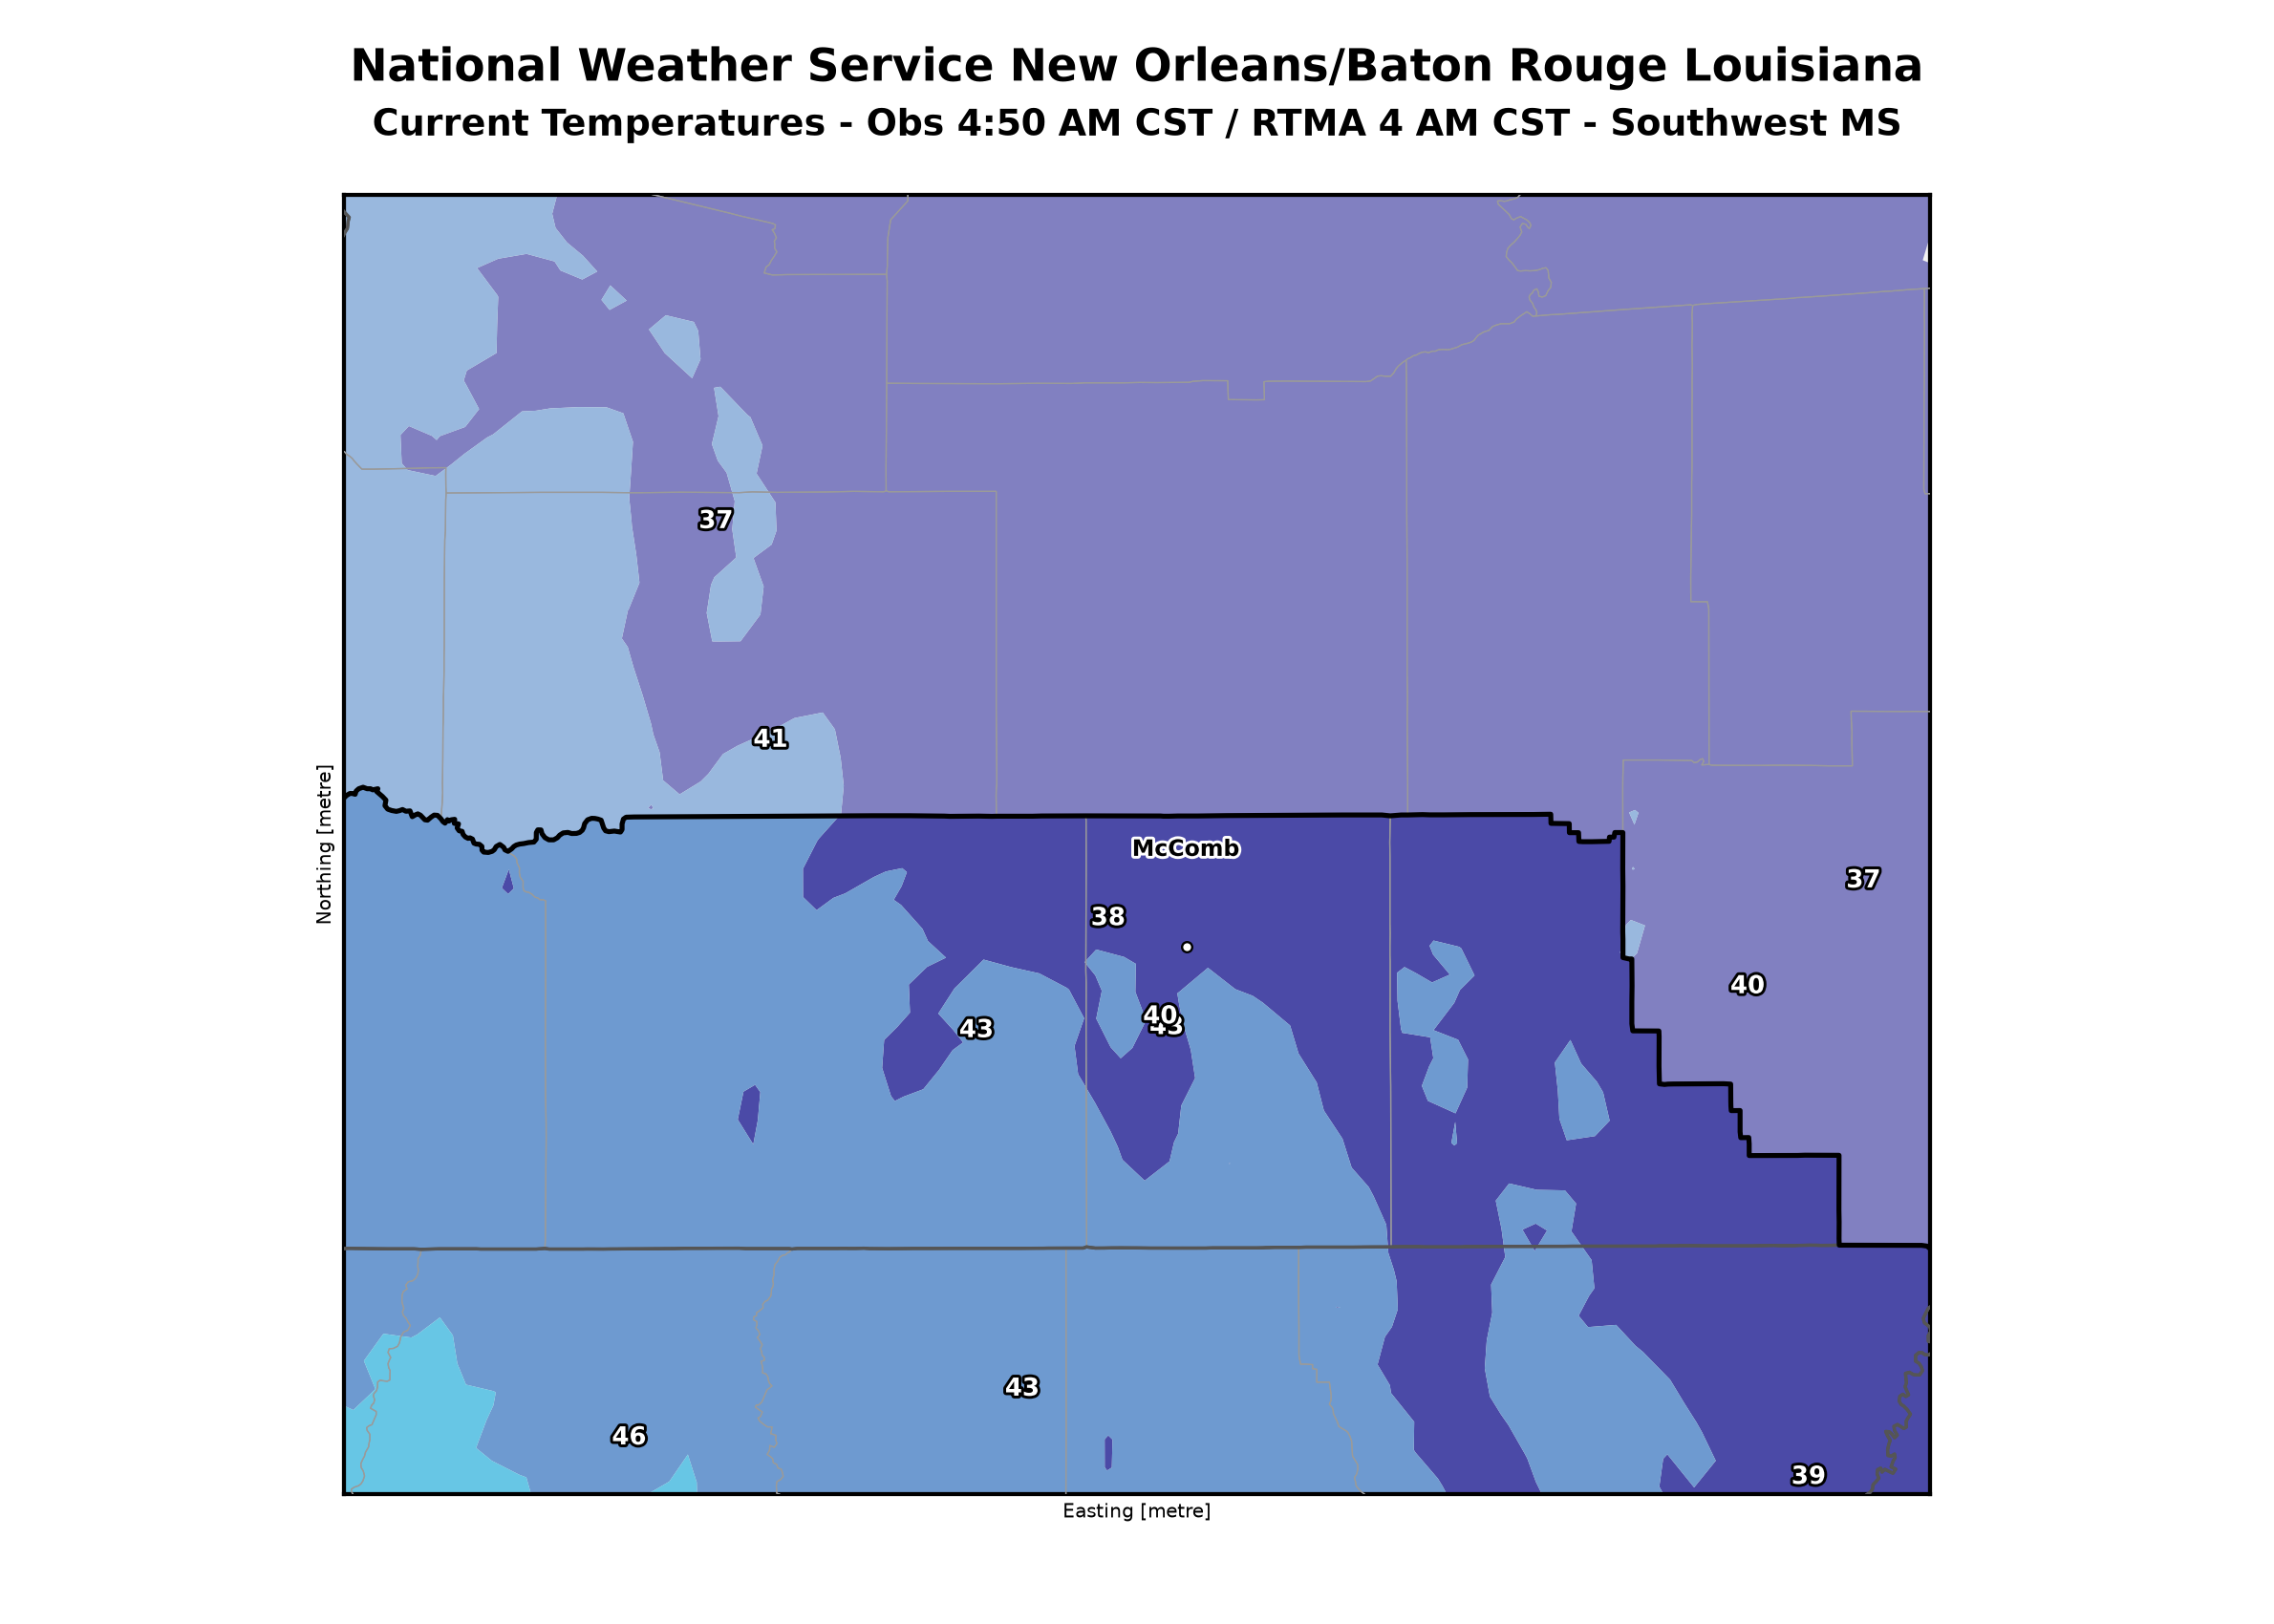 National Weather Service New Orleans/Baton Rouge Louisiana
Current Temperatures - Obs 4:50 AM CST / RTMA 4 AM CST - Southwest MS
37
41
Northing [metre]
McComb
37
38
40
43
40
43
43
46
39
Easting [metre]